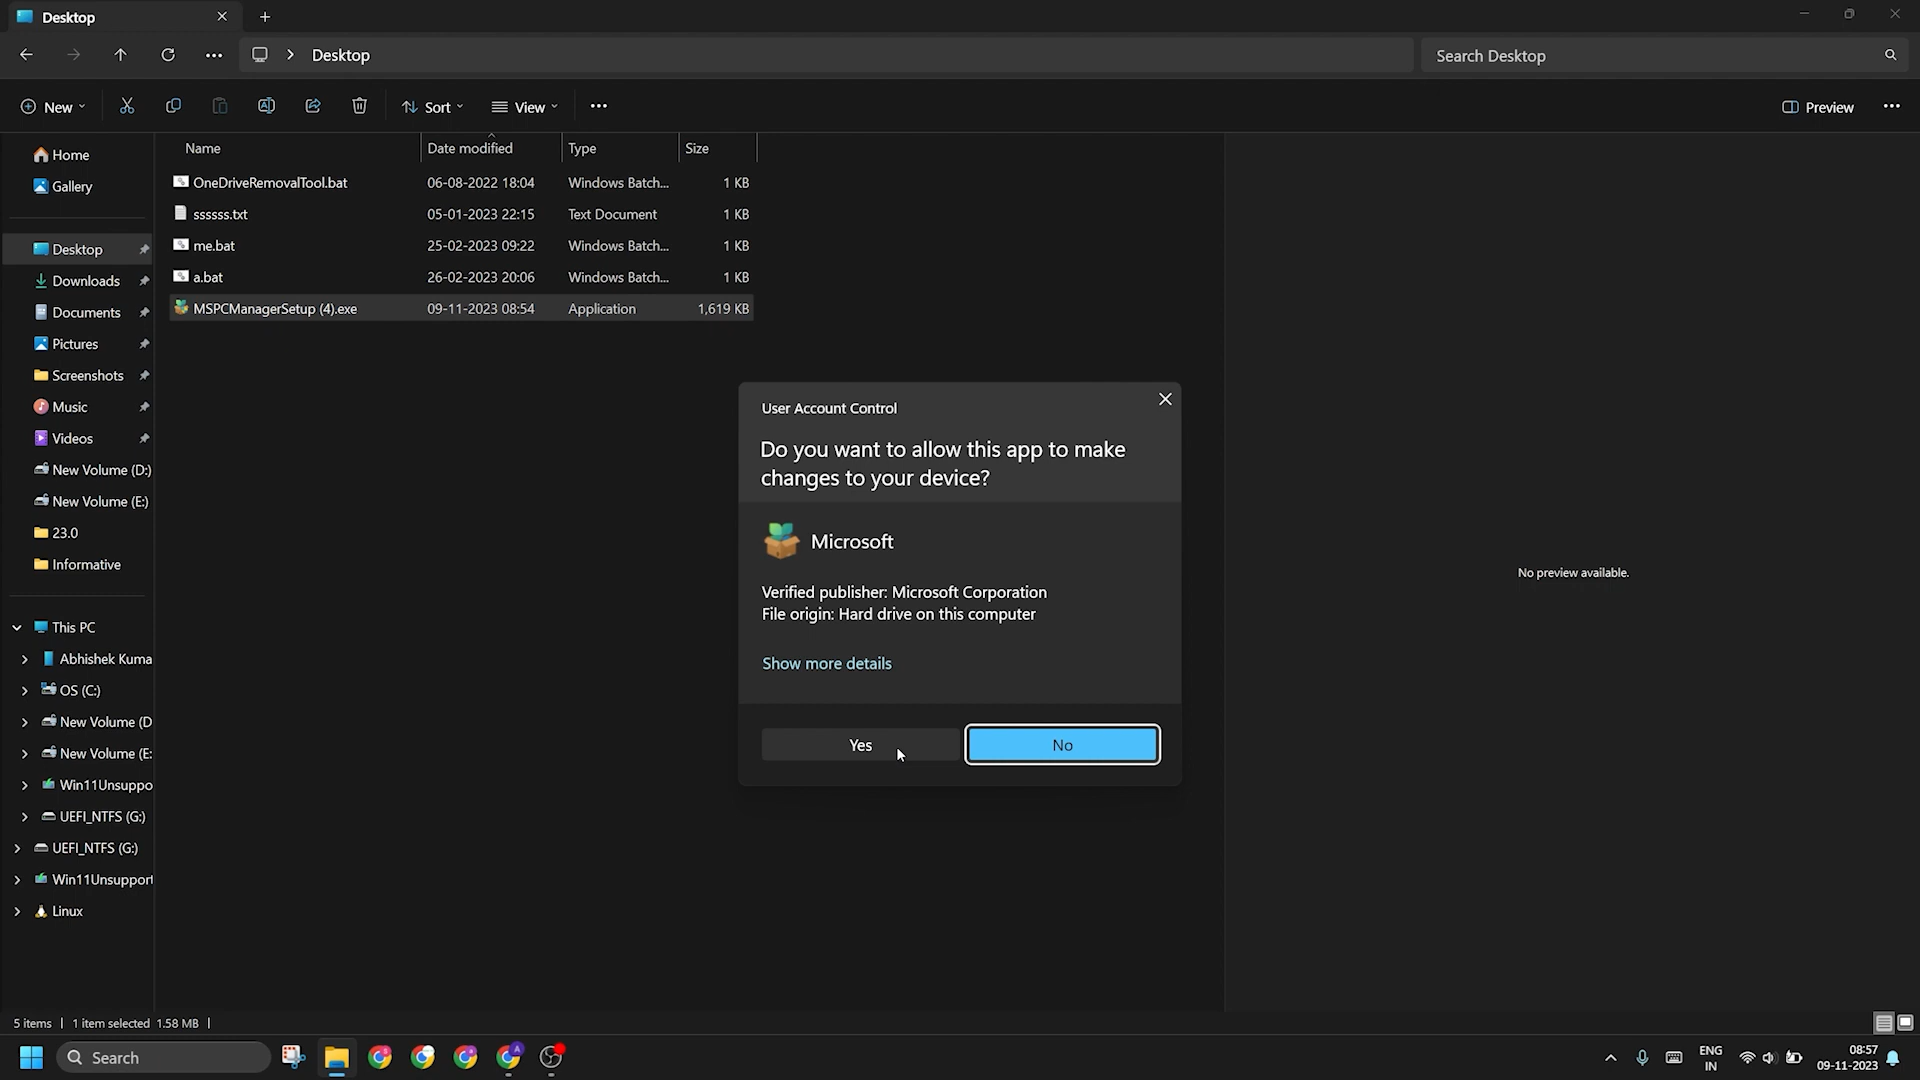 Desktop
Desktop
Search Desktop
New
Sort
View
Preview
Name Date modified Type Size
OneDriveRemovalTool.bat 06-08-2022 18:04 Windows Batch... 1 KB
ssssss.txt 05-01-2023 22:15 Text Document 1 KB
me.bat 25-02-2023 09:22 Windows Batch... 1 KB
a.bat 26-02-2023 20:06 Windows Batch... 1 KB
MSPCManagerSetup (4).exe 09-11-2023 08:54 Application 1,619 KB
Home
Gallery
Desktop
Downloads
Documents
Pictures
Screenshots
Music
Videos
New Volume (D:)
New Volume (E:)
23.0
Informative
This PC
Abhishek Kuma
OS (C:)
New Volume (D
New Volume (E:
Win11Unsuppo
UEFI_NTFS (G:)
UEFI_NTFS (G:)
Win11Unsupport
Linux
User Account Control
Do you want to allow this app to make
changes to your device?
Microsoft
Verified publisher: Microsoft Corporation
File origin: Hard drive on this computer
Show more details
Yes
No
No preview available.
5 items 1 item selected 1.58 MB
Search
ENG
IN
08:57
09-11-2023